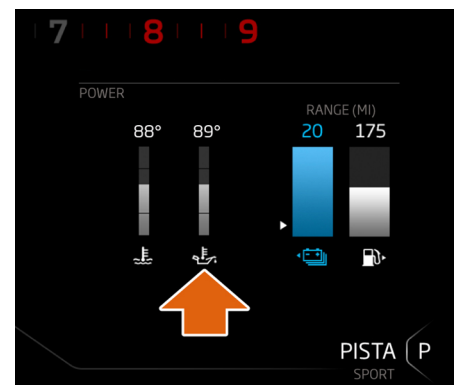 7 8 9
POWER
RANGE (MI)
88° 89° 20 175
PISTA P
SPORT